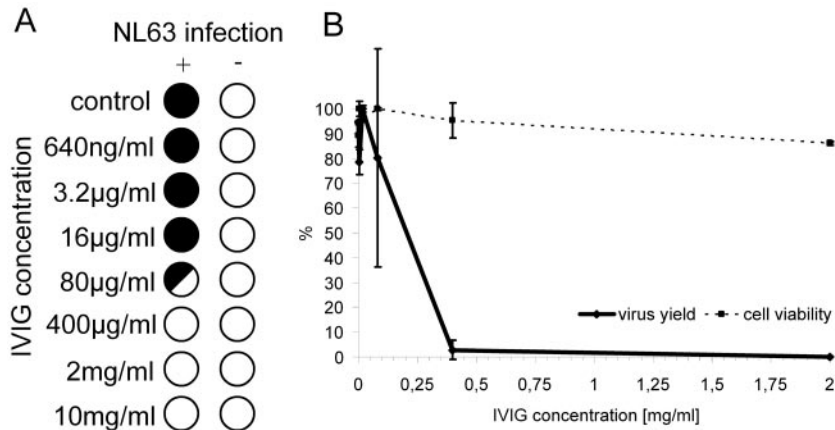 A
NL63 infection
+ -
IVIG concentration
control
640ng/ml
3.2µg/ml
16µg/ml
80µg/ml
400µg/ml
2mg/ml
10mg/ml
B
%
100
90
80
70
60
50
40
30
20
10
0
0 0,25 0,5 0,75 1 1,25 1,5 1,75 2
IVIG concentration [mg/ml]
virus yield cell viability